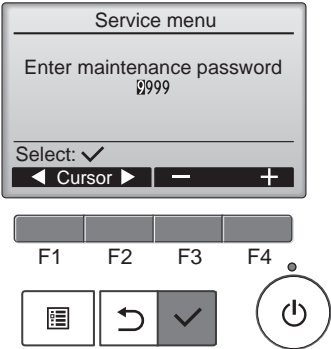 Service menu
Enter maintenance password
9999
Select: ✓
◀ Cursor ▶ − +
F1 F2 F3 F4